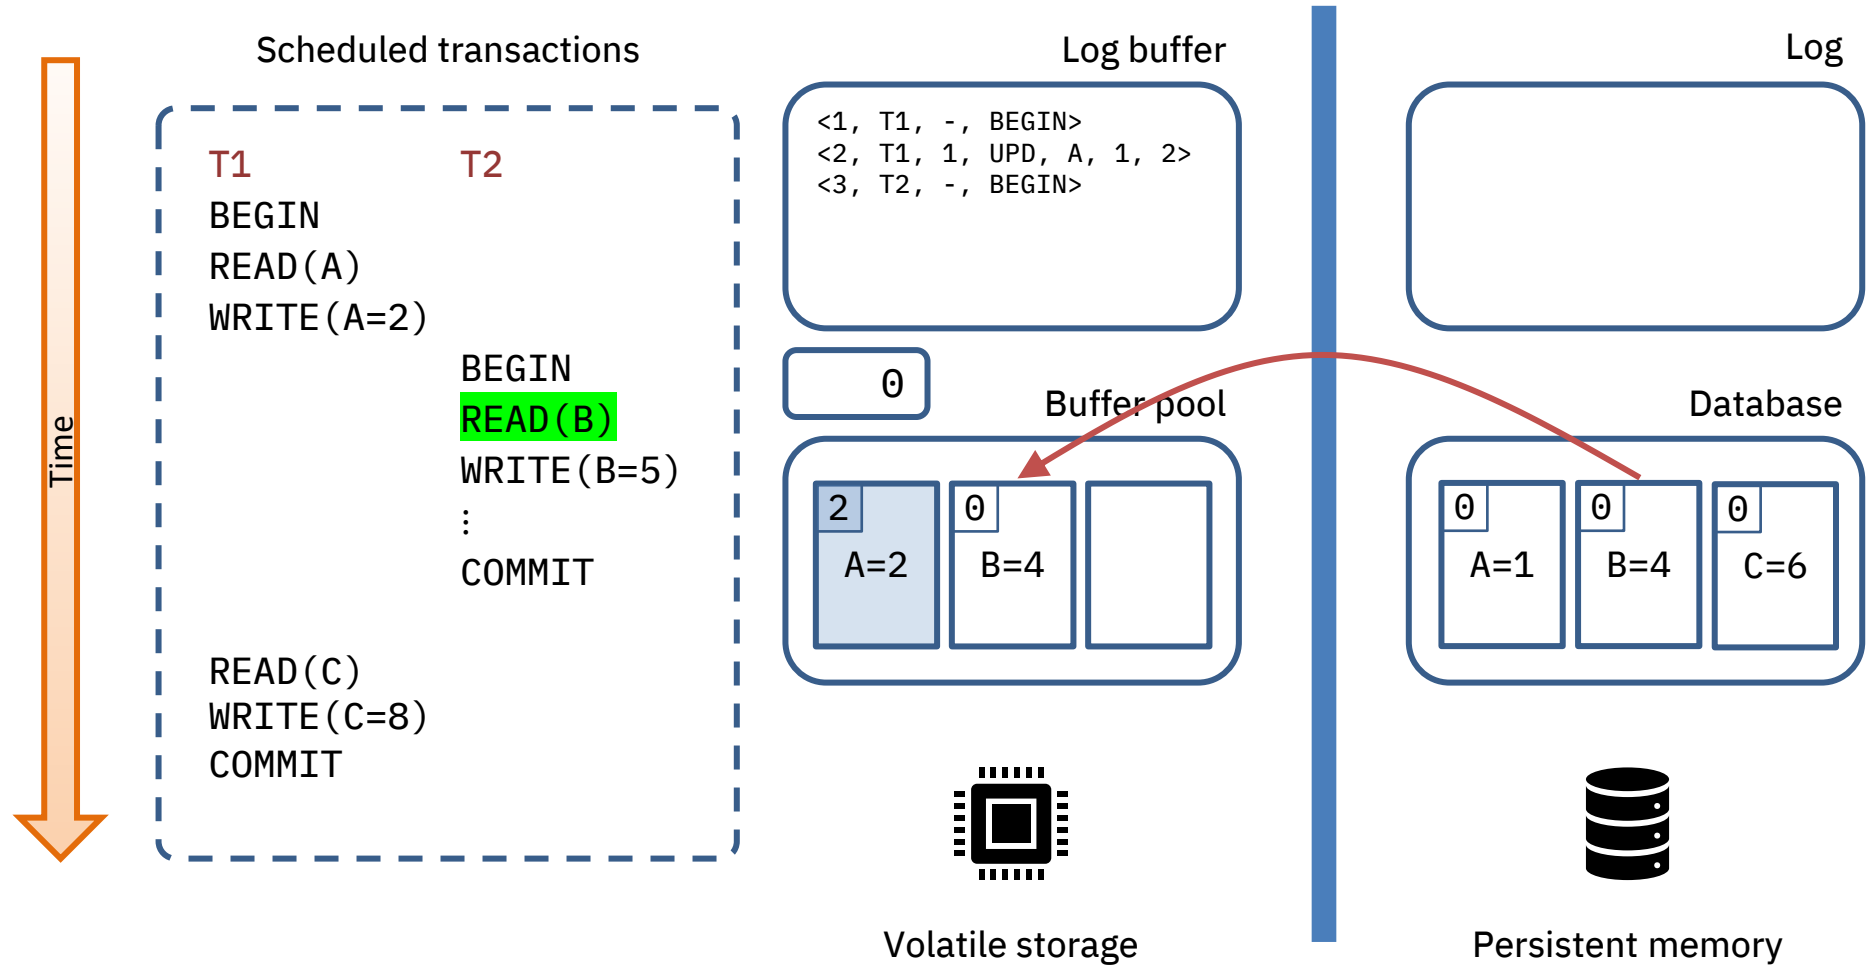 Time
Scheduled transactions
T1 T2
BEGIN
READ(A)
WRITE(A=2)
BEGIN
READ(B)
WRITE(B=5)
⋮
COMMIT
READ(C)
WRITE(C=8)
COMMIT
Log buffer
<1, T1, -, BEGIN>
<2, T1, 1, UPD, A, 1, 2>
<3, T2, -, BEGIN>
0
Buffer pool
2
A=2
0
B=4
Volatile storage
Log
Database
0
A=1
0
B=4
0
C=6
Persistent memory